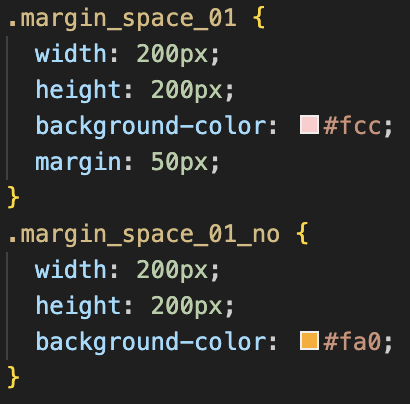 .margin_space_01 {
  width: 200px;
  height: 200px;
  background-color: #fcc;
  margin: 50px;
}
.margin_space_01_no {
  width: 200px;
  height: 200px;
  background-color: #fa0;
}